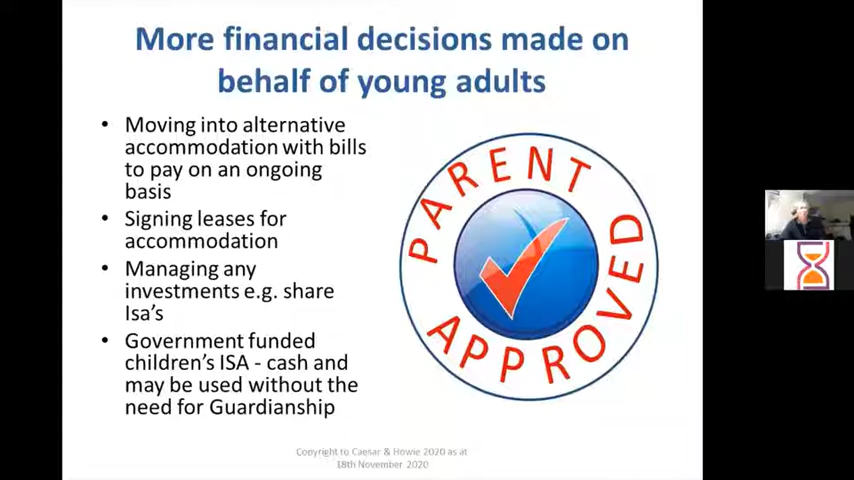 More financial decisions made on
behalf of young adults
• Moving into alternative
accommodation with bills
to pay on an ongoing
basis
• Signing leases for
accommodation
• Managing any
investments e.g. share
Isa's
• Government funded
children's ISA - cash and
may be used without the
need for Guardianship
PARENT
APPROVED
Copyright to Caesar & Howie 2020 as at
18th November 2020